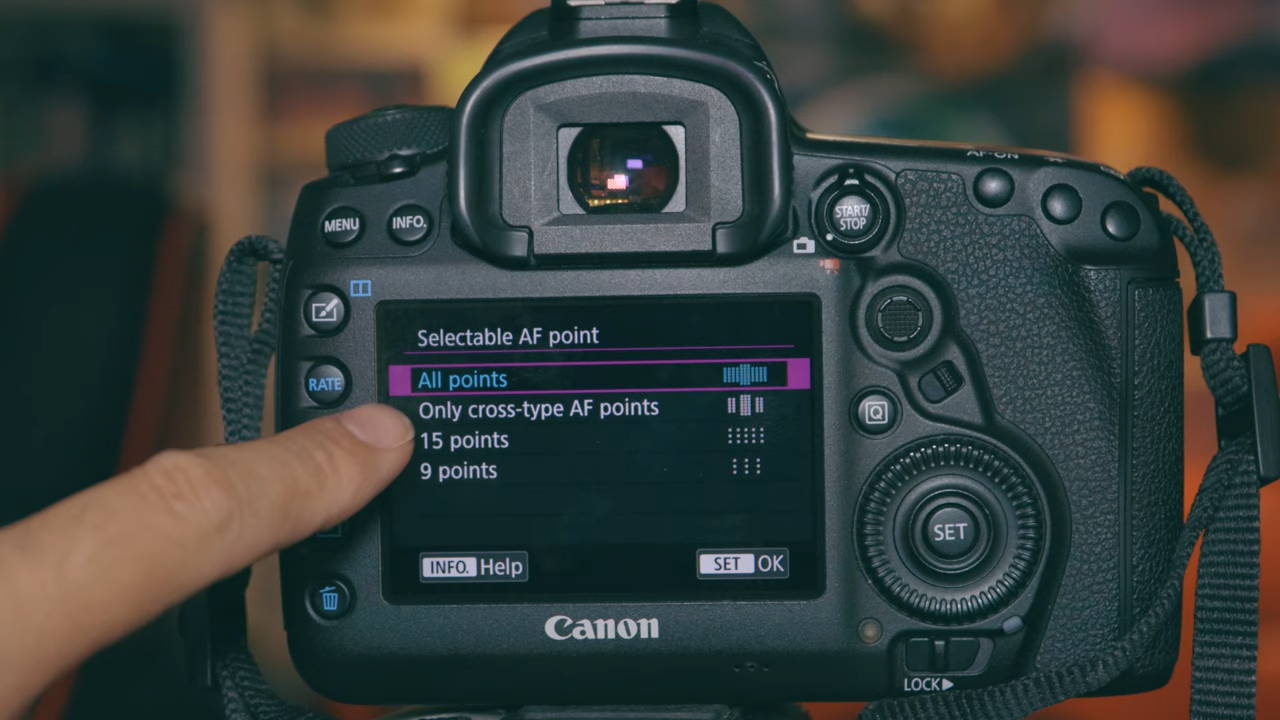 AF-ON
MENU
INFO.
START/
STOP
RATE
Selectable AF point
All points
Only cross-type AF points
15 points
9 points
INFO. Help
SET OK
Q
SET
Canon
LOCK▶